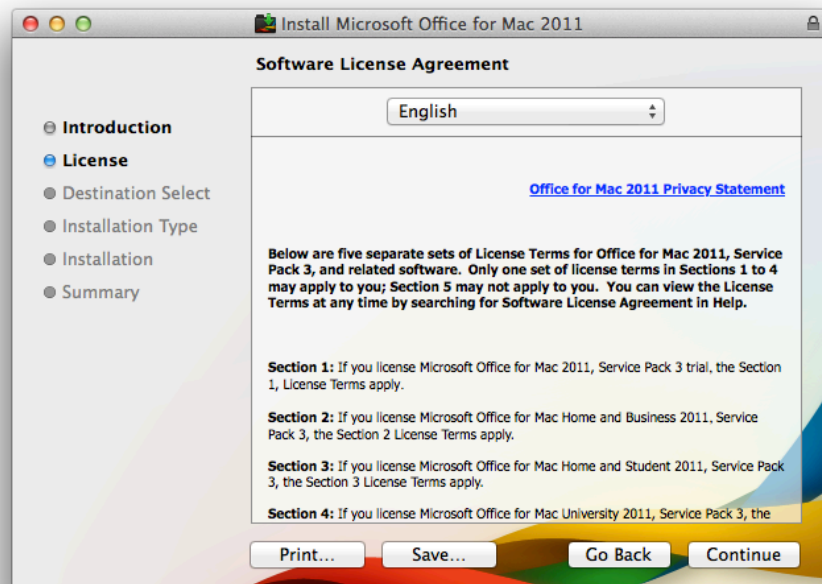 Install Microsoft Office for Mac 2011
Software License Agreement
Introduction
License
Destination Select
Installation Type
Installation
Summary
English
Office for Mac 2011 Privacy Statement
Below are five separate sets of License Terms for Office for Mac 2011, Service
Pack 3, and related software. Only one set of license terms in Sections 1 to 4
may apply to you; Section 5 may not apply to you. You can view the License
Terms at any time by searching for Software License Agreement in Help.
Section 1: If you license Microsoft Office for Mac 2011, Service Pack 3 trial, the Section
1, License Terms apply.
Section 2: If you license Microsoft Office for Mac Home and Business 2011, Service
Pack 3, the Section 2 License Terms apply.
Section 3: If you license Microsoft Office for Mac Home and Student 2011, Service Pack
3, the Section 3 License Terms apply.
Section 4: If you license Microsoft Office for Mac University 2011, Service Pack 3, the
Print...
Save...
Go Back
Continue